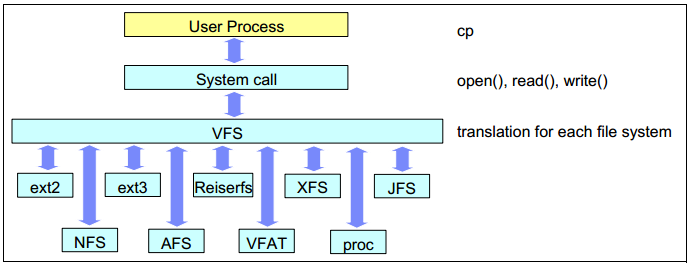 User Process
cp
System call
open(), read(), write()
VFS
translation for each file system
ext2
ext3
Reiserfs
XFS
JFS
NFS
AFS
VFAT
proc